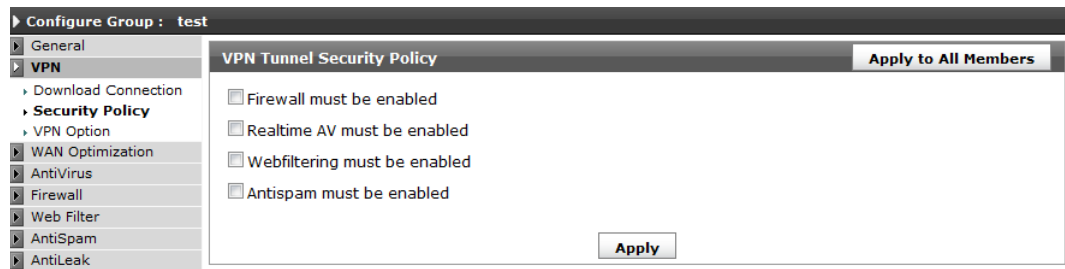 Configure Group : test
General
VPN
Download Connection
Security Policy
VPN Option
WAN Optimization
AntiVirus
Firewall
Web Filter
AntiSpam
AntiLeak
VPN Tunnel Security Policy
Apply to All Members
Firewall must be enabled
Realtime AV must be enabled
Webfiltering must be enabled
Antispam must be enabled
Apply